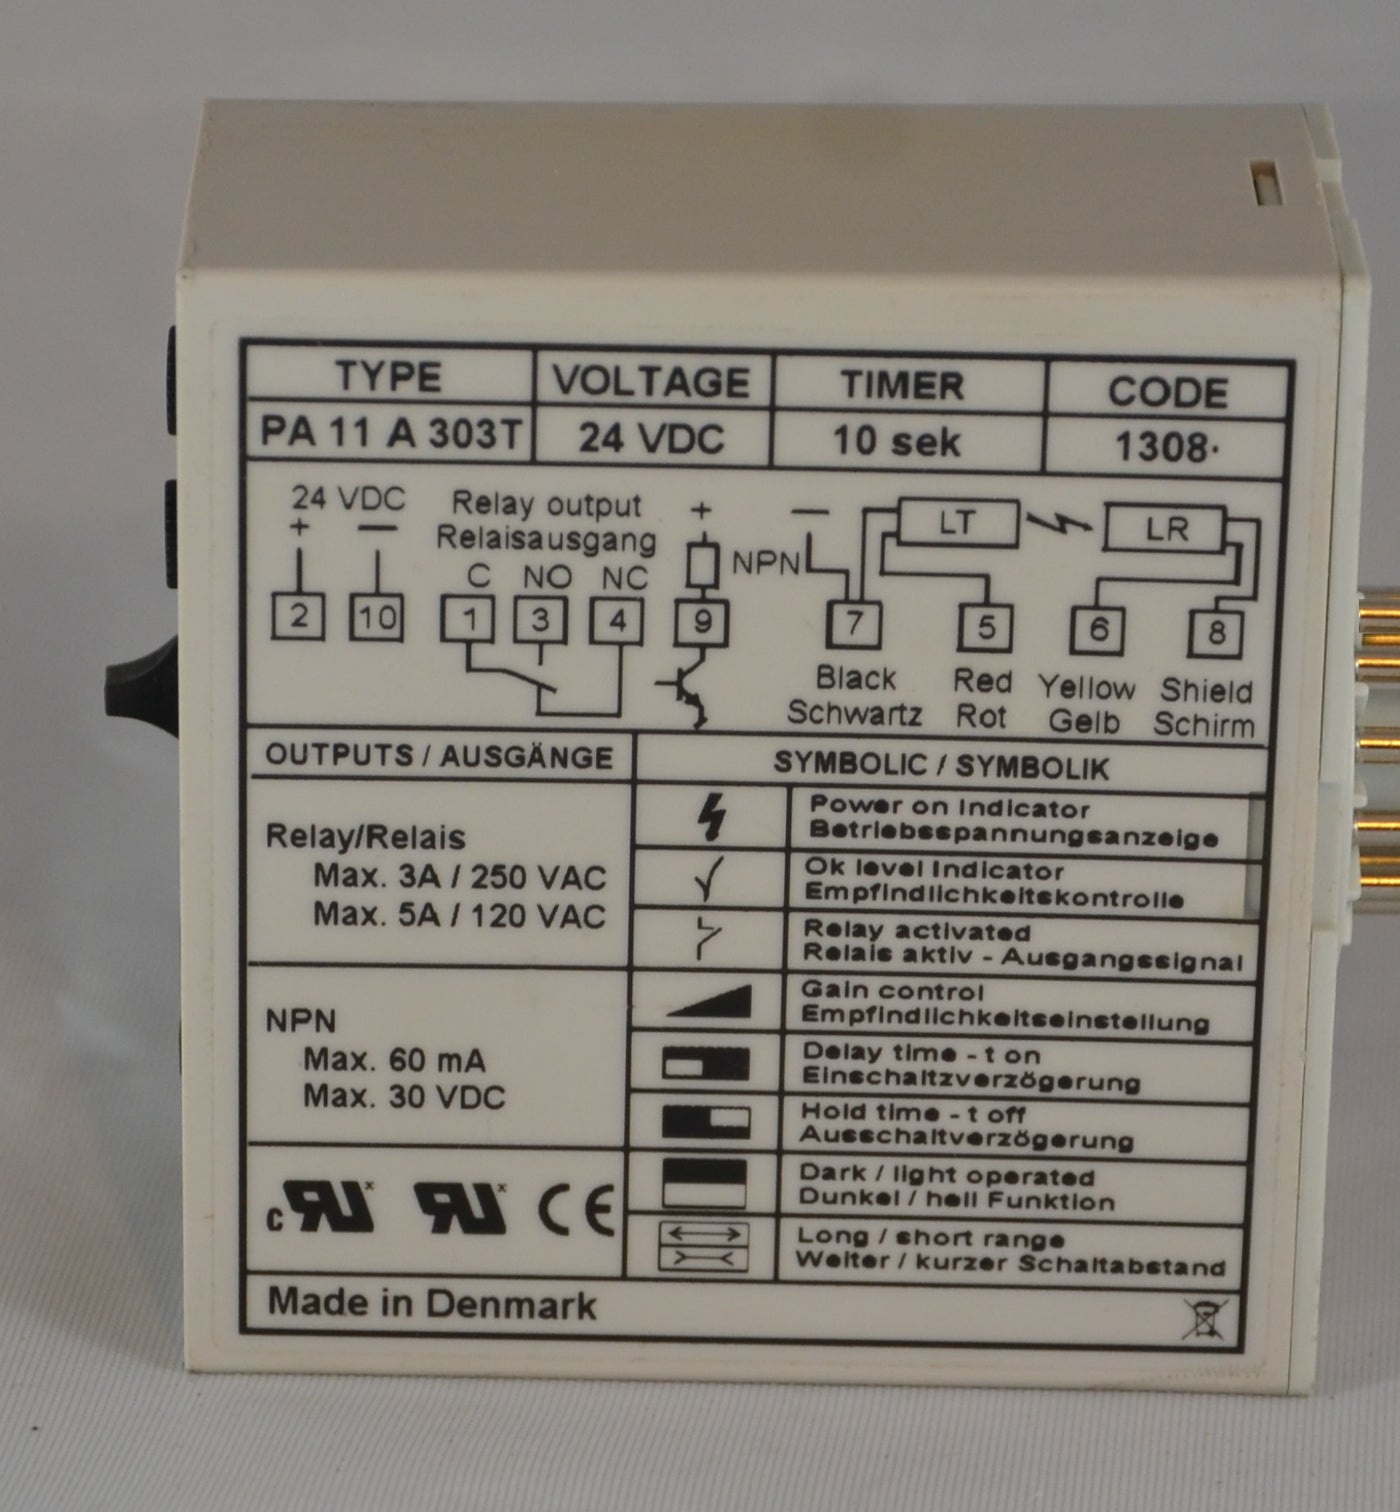 TYPE VOLTAGE TIMER CODE
PA 11 A 303T 24 VDC 10 sek 1308·
24 VDC Relay output + — LT LR
+ — Relaisausgang NPN
C NO NC
2 10 1 3 4 9 7 5 6 8
Black Red Yellow Shield
Schwartz Rot Gelb Schirm
OUTPUTS / AUSGÄNGE SYMBOLIC / SYMBOLIK
Relay/Relais
Max. 3A / 250 VAC
Max. 5A / 120 VAC
NPN
Max. 60 mA
Max. 30 VDC
Power on indicator
Betriebsspannungsanzeige
Ok level indicator
Empfindlichkeitskontrolle
Relay activated
Relais aktiv - Ausgangssignal
Gain control
Empfindlichkeitseinstellung
Delay time - t on
Einschaltzverzögerung
Hold time - t off
Ausschaltverzögerung
Dark / light operated
Dunkel / hell Funktion
Long / short range
Weiter / kurzer Schaltabstand
c RU x RU x CE
Made in Denmark